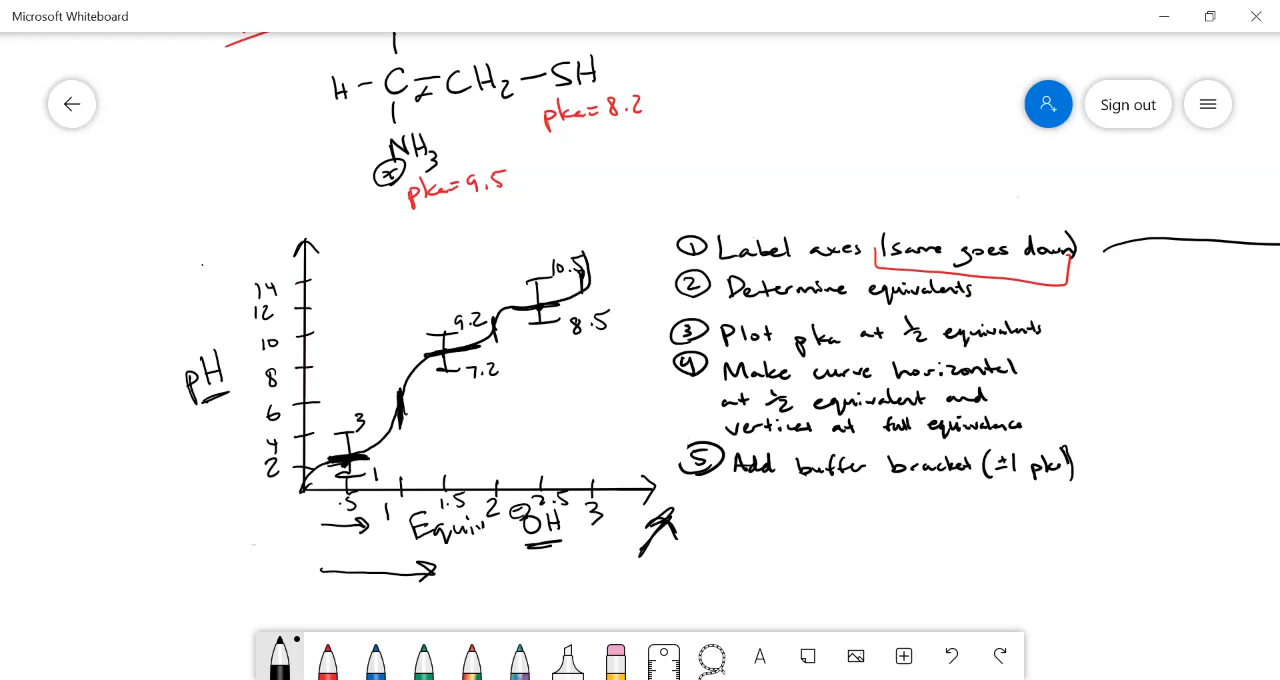 Microsoft Whiteboard
Sign out
H - C - CH2 - SH
pka = 8.2
NH3
+
pka = 9.5
① Label axes (same goes down)
② Determine equivalents
③ Plot pka at 1/2 equivalents
④ Make curve horizontal
at 1/2 equivalent and
vertical at full equivalence
⑤ Add buffer bracket (±1 pka)
pH
14
12
10
8
6
4
2
3
1
9.2
7.2
10.5
8.5
.5
1
1.5
2
2.5
3
Equiv ⊖OH
A